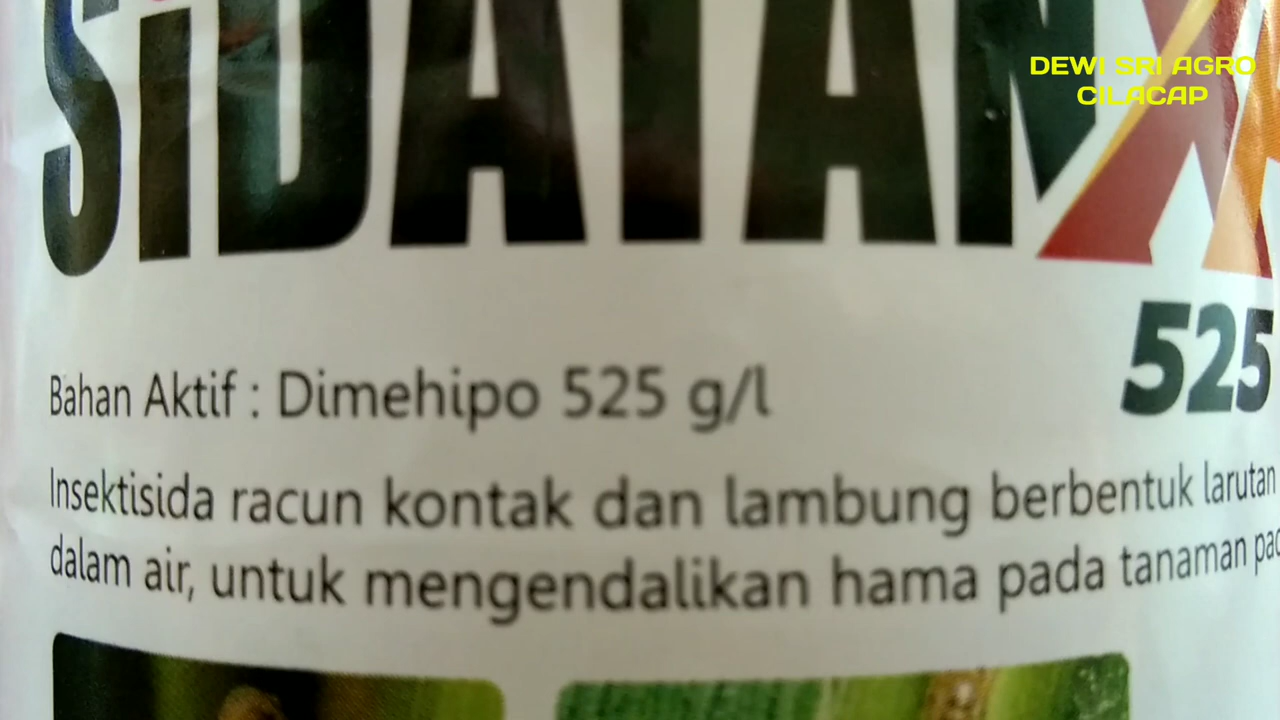 SiDATAN
DEWI SRI AGRO
CILACAP
525
Bahan Aktif : Dimehipo 525 g/l
Insektisida racun kontak dan lambung berbentuk larutan
dalam air, untuk mengendalikan hama pada tanaman